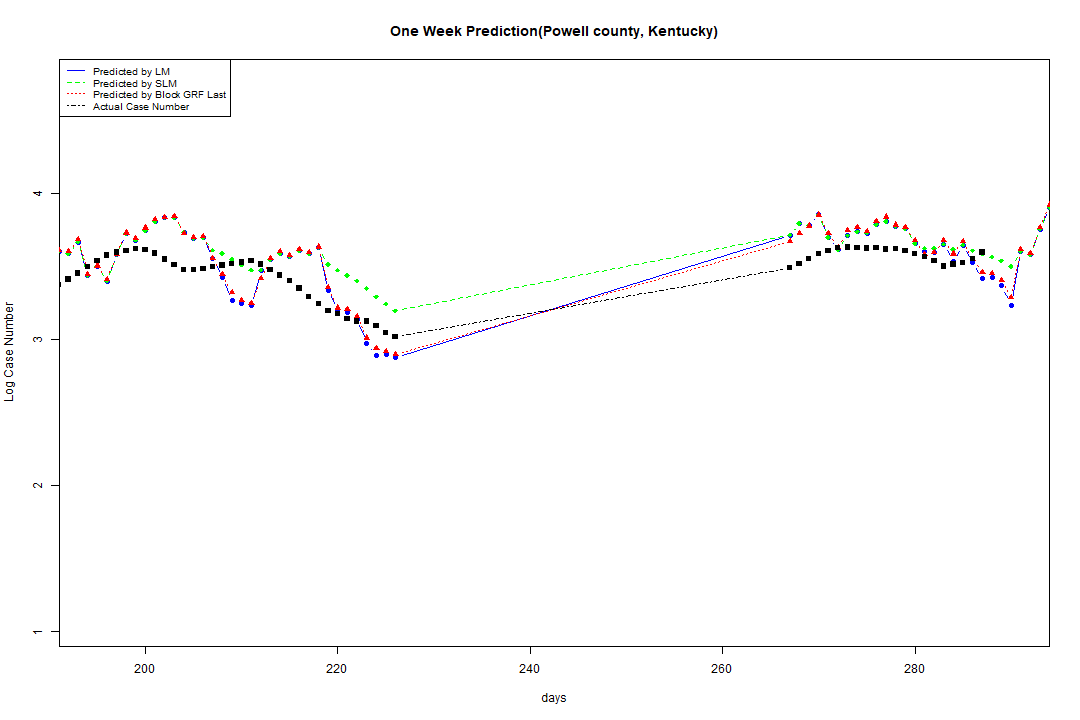 One Week Prediction(Powell county, Kentucky)
Predicted by LM
Predicted by SLM
Predicted by Block GRF Last
Actual Case Number
4
3
2
1
Log Case Number
200 220 240 260 280
days